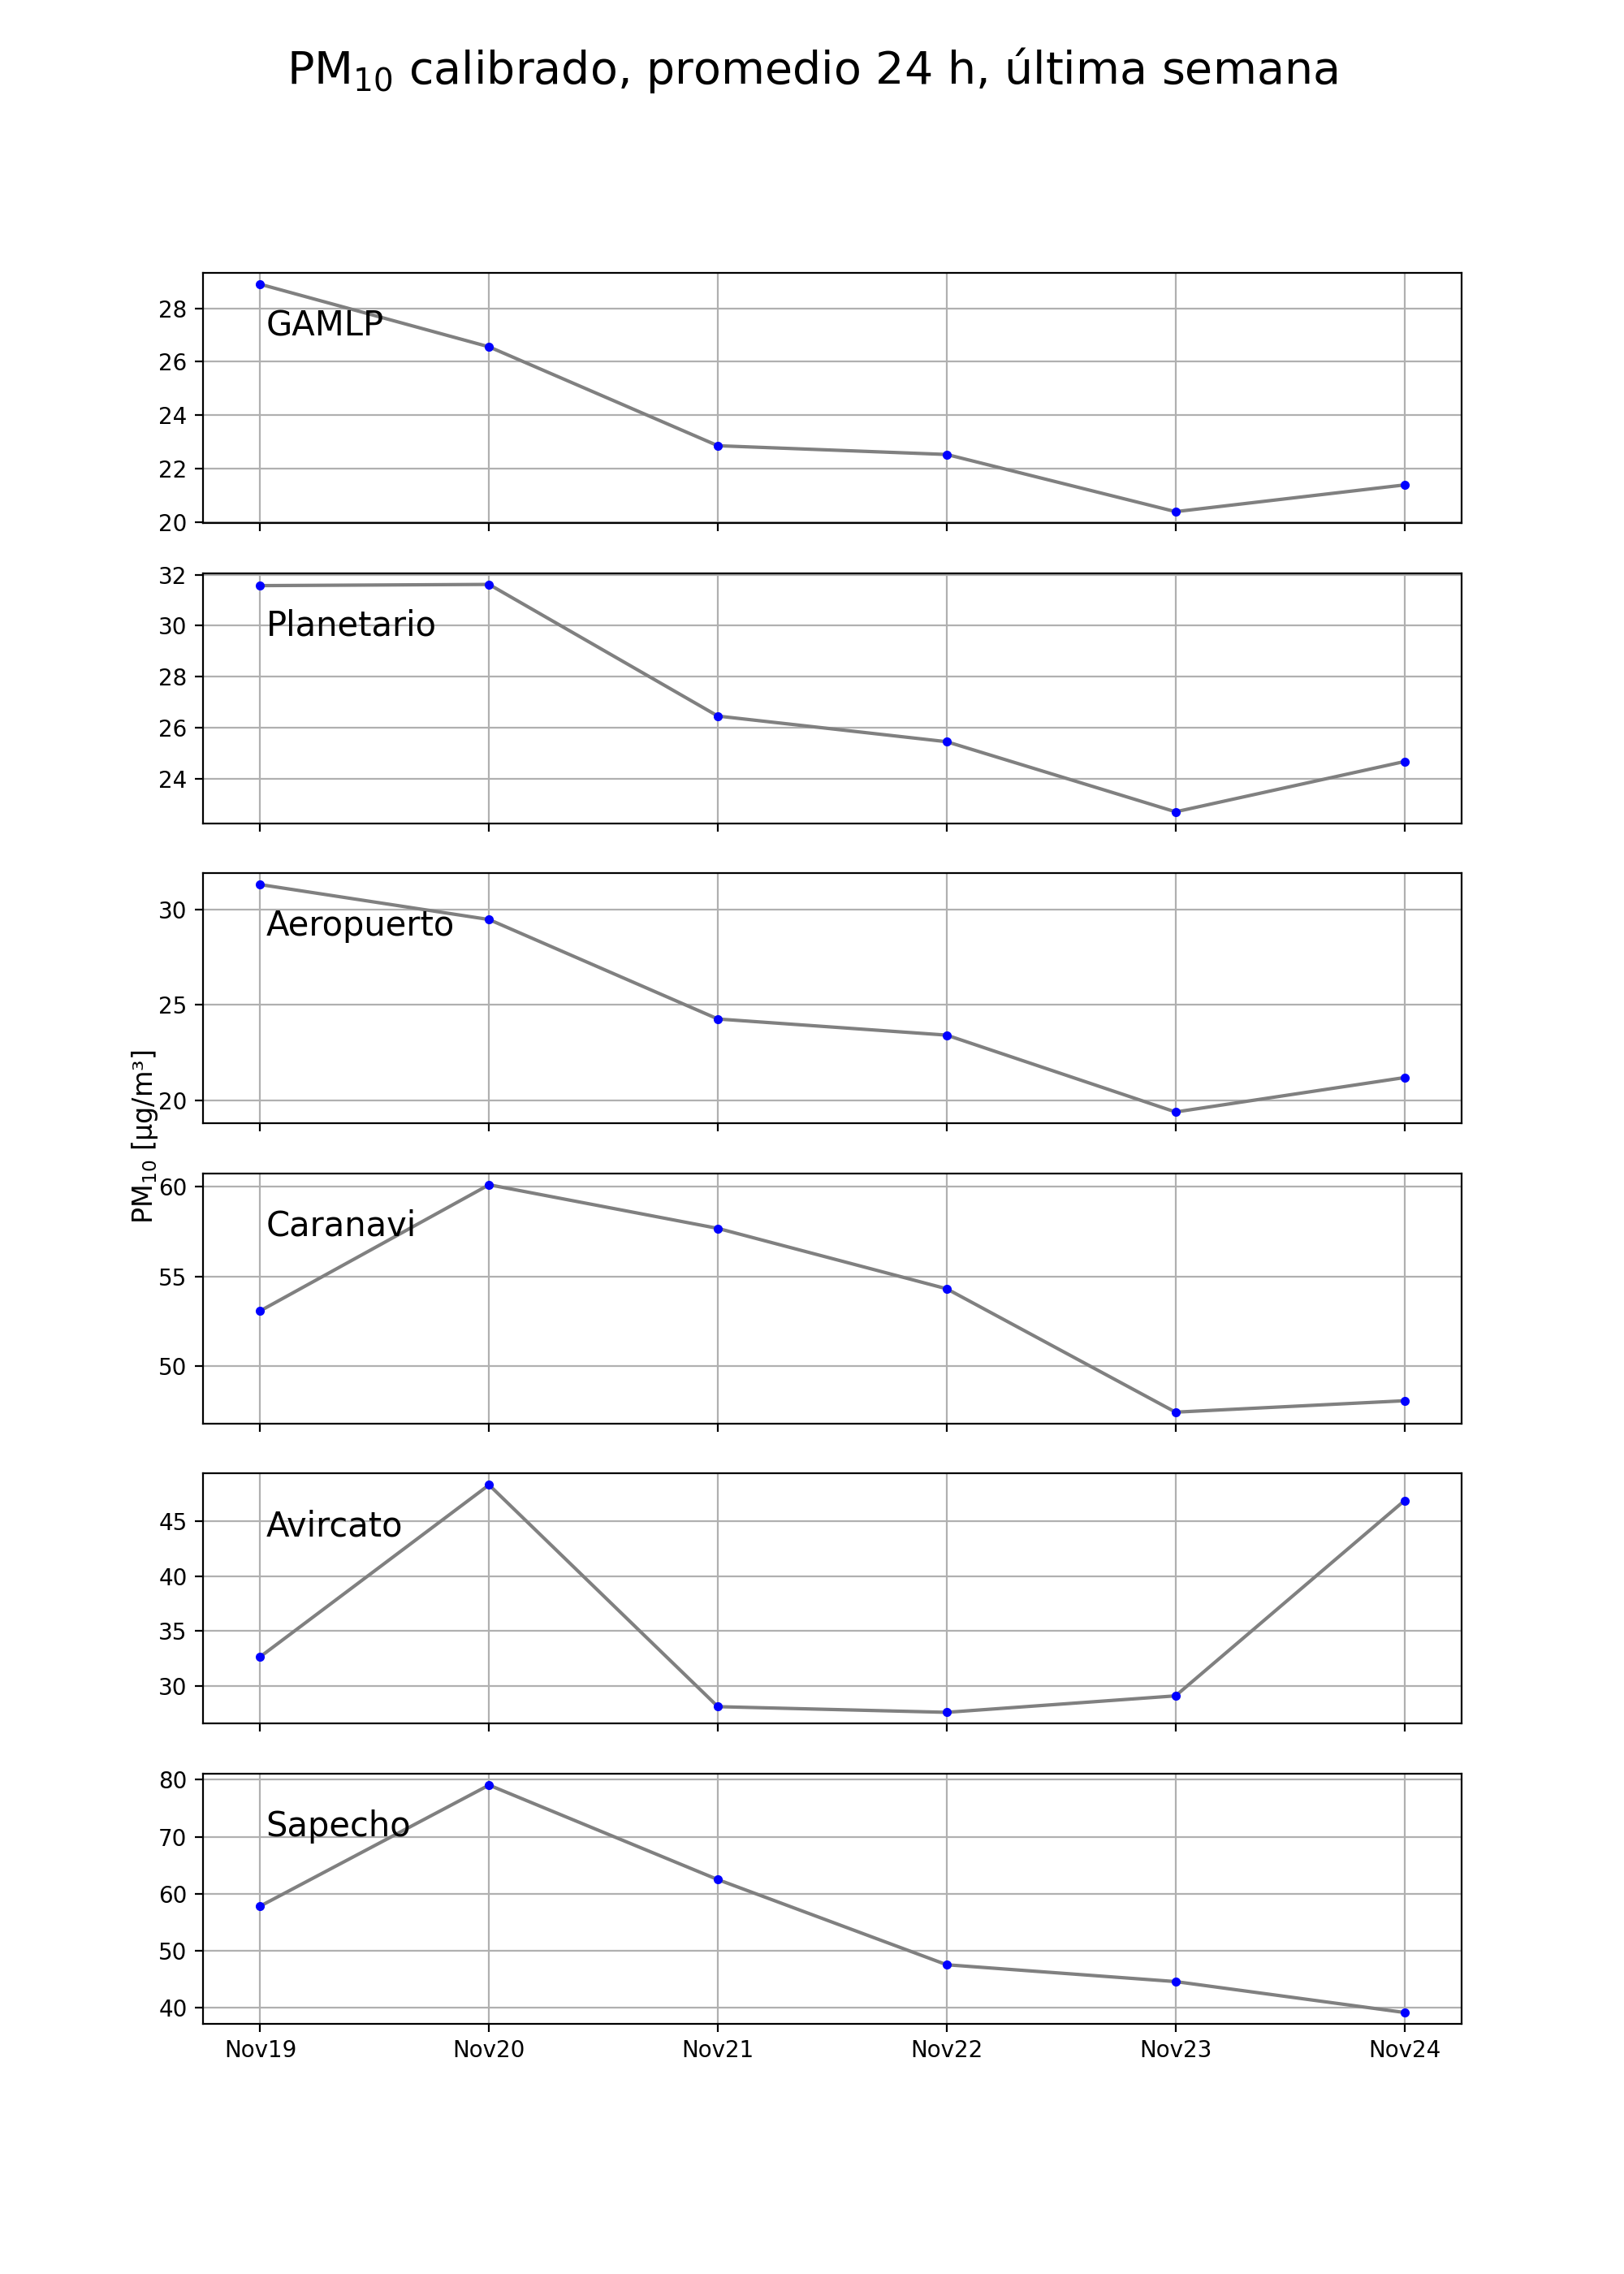 PM₁₀ calibrado, promedio 24 h, última semana
28
GAMLP
26
24
22
20
32
30
Planetario
28
26
24
30
Aeropuerto
25
20
PM₁₀ [µg/m³]
60
Caranavi
55
50
45
Avircato
40
35
30
80
Sapecho
70
60
50
40
Nov19 Nov20 Nov21 Nov22 Nov23 Nov24